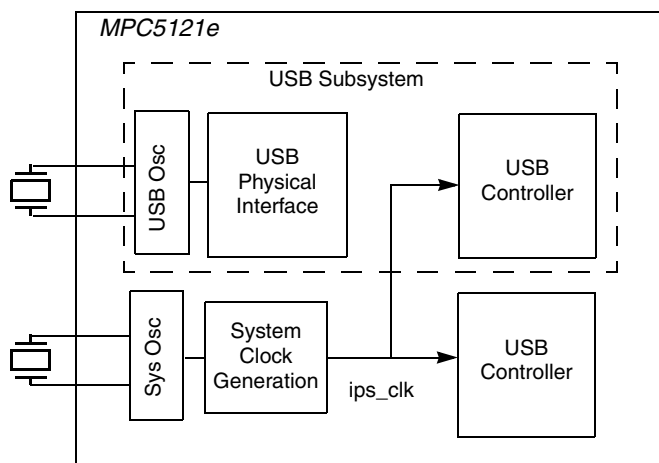 MPC5121e
USB Subsystem
USB Osc
USB
Physical
Interface
USB
Controller
Sys Osc
System
Clock
Generation
ips_clk
USB
Controller